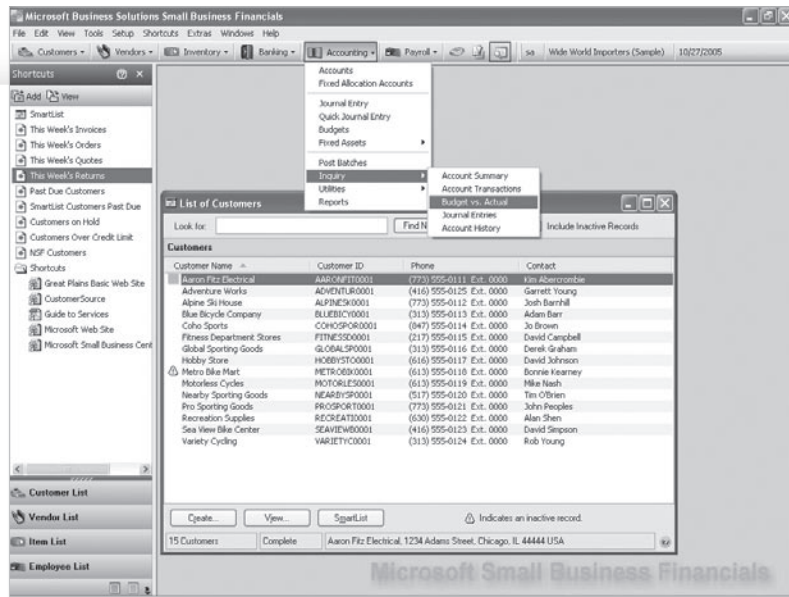 Microsoft Business Solutions Small Business Financials
File Edit View Tools Setup Shortcuts Extras Windows Help
Customers Vendors Inventory Banking Accounting Payroll sa Wide World Importers (Sample) 10/27/2005
Shortcuts
Add View
SmartList
This Week's Invoices
This Week's Orders
This Week's Quotes
This Week's Returns
Past Due Customers
SmartList Customers Past Due
Customers on Hold
Customers Over Credit Limit
NSF Customers
Shortcuts
Great Plains Basic Web Site
CustomerSource
Guide to Services
Microsoft Web Site
Microsoft Small Business Cent
Customer List
Vendor List
Item List
Employee List
Accounts
Fixed Allocation Accounts
Journal Entry
Quick Journal Entry
Budgets
Fixed Assets
Post Batches
Inquiry
Utilities
Reports
Account Summary
Account Transactions
Budget vs. Actual
Journal Entries
Account History
List of Customers
Look for: Find N Include Inactive Records
Customers
Customer Name Customer ID Phone Contact
Aaron Fitz Electrical AARONFIT0001 (773) 555-0111 Ext. 0000 Kim Abercrombie
Adventure Works ADVENTUR0001 (416) 555-0125 Ext. 0000 Garrett Young
Alpine Ski House ALPINESK0001 (773) 555-0112 Ext. 0000 Josh Barnhill
Blue Bicycle Company BLUEBICY0001 (313) 555-0113 Ext. 0000 Adam Barr
Coho Sports COHOSPOR0001 (847) 555-0114 Ext. 0000 Jo Brown
Fitness Department Stores FITNESSD0001 (217) 555-0115 Ext. 0000 David Campbell
Global Sporting Goods GLOBALSP0001 (313) 555-0116 Ext. 0000 Derek Graham
Hobby Store HOBBYSTO0001 (616) 555-0117 Ext. 0000 David Johnson
Metro Bike Mart METROBIK0001 (613) 555-0118 Ext. 0000 Bonnie Kearney
Motorless Cycles MOTORLES0001 (613) 555-0119 Ext. 0000 Mike Nash
Nearby Sporting Goods NEARBYSP0001 (517) 555-0120 Ext. 0000 Tim O'Brien
Pro Sporting Goods PROSPORT0001 (773) 555-0121 Ext. 0000 John Peoples
Recreation Supplies RECREATI0001 (630) 555-0122 Ext. 0000 Alan Shen
Sea View Bike Center SEAVIEWB0001 (416) 555-0123 Ext. 0000 David Simpson
Variety Cycling VARIETYC0001 (313) 555-0124 Ext. 0000 Rob Young
Create... View... SmartList Indicates an inactive record.
15 Customers Complete Aaron Fitz Electrical, 1234 Adams Street, Chicago, IL 44444 USA
Microsoft Small Business Financials